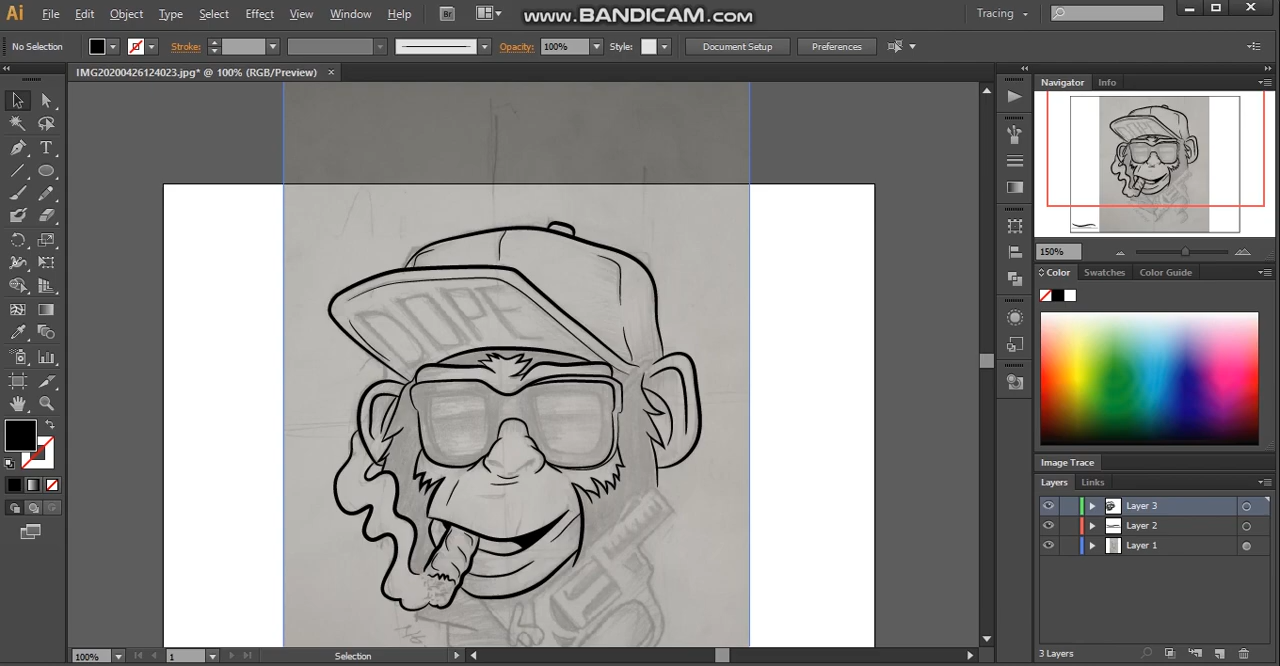 Ai File Edit Object Type Select Effect View Window Help Br www.BANDICAM.com Tracing
No Selection Stroke: Opacity: 100% Style: Document Setup Preferences
IMG20200426124023.jpg* @ 100% (RGB/Preview) ×
Navigator Info
T
DOPE
150%
Color Swatches Color Guide
Image Trace
Layers Links
Layer 3
Layer 2
Layer 1
100% 1 Selection
3 Layers